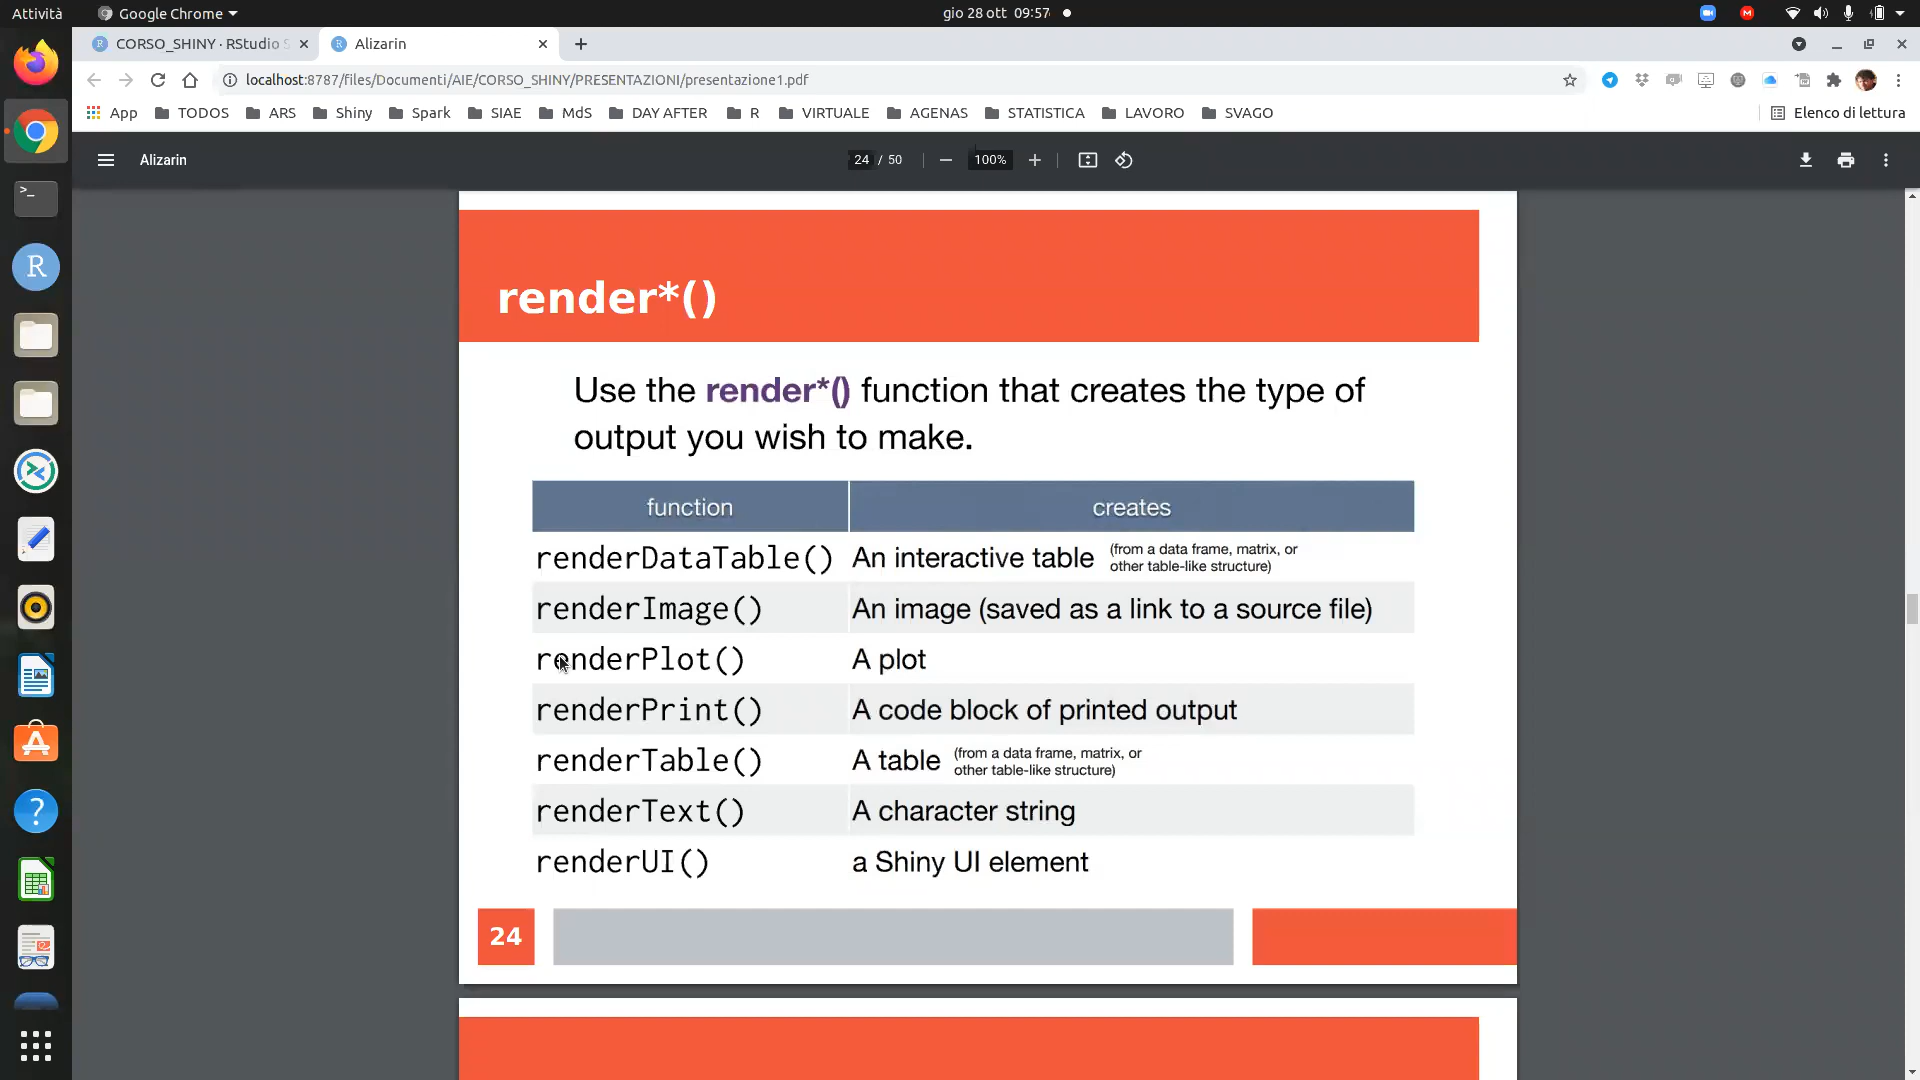 Attività
Google Chrome
gio 28 ott 09:57
CORSO_SHINY · RStudio S
Alizarin
localhost:8787/files/Documenti/AIE/CORSO_SHINY/PRESENTAZIONI/presentazione1.pdf
App TODOS ARS Shiny Spark SIAE MdS DAY AFTER R VIRTUALE AGENAS STATISTICA LAVORO SVAGO Elenco di lettura
Alizarin
24 / 50
100%
render*()
Use the render*() function that creates the type of
output you wish to make.
function creates
renderDataTable() An interactive table (from a data frame, matrix, or
other table-like structure)
renderImage() An image (saved as a link to a source file)
renderPlot() A plot
renderPrint() A code block of printed output
renderTable() A table (from a data frame, matrix, or
other table-like structure)
renderText() A character string
renderUI() a Shiny UI element
24